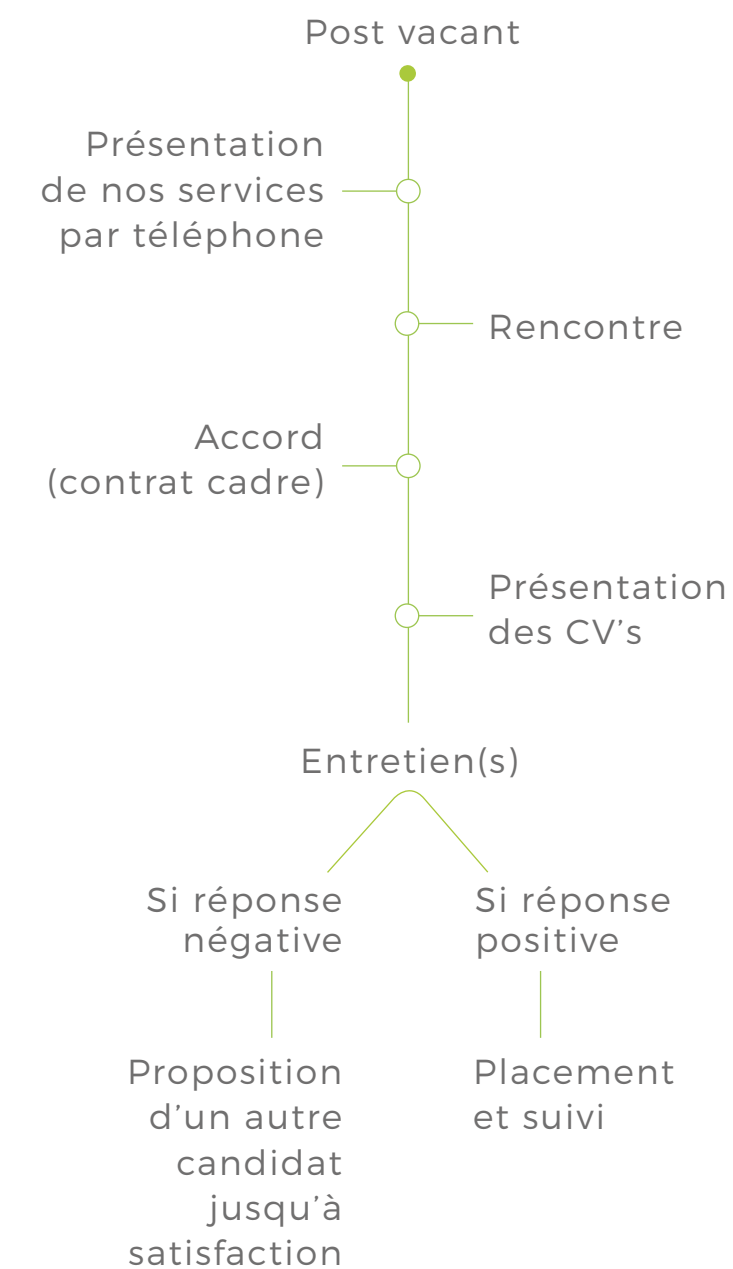 Post vacant
Présentation
de nos services
par téléphone
Rencontre
Accord
(contrat cadre)
Présentation
des CV’s
Entretien(s)
Si réponse
négative
Si réponse
positive
Proposition
d’un autre
candidat
jusqu’à
satisfaction
Placement
et suivi